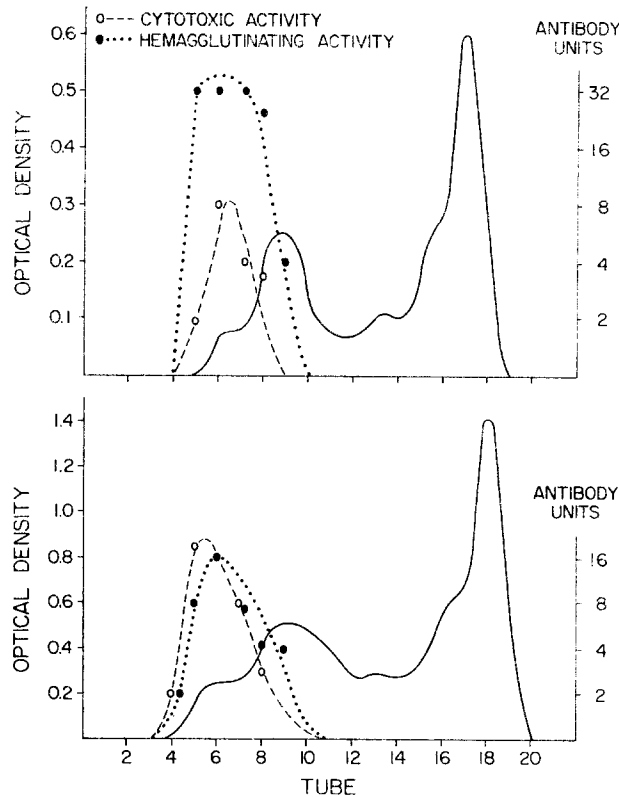 o--- CYTOTOXIC ACTIVITY
•····· HEMAGGLUTINATING ACTIVITY
ANTIBODY
UNITS
OPTICAL DENSITY
0.6
0.5
0.4
0.3
0.2
0.1
32
16
8
4
2
OPTICAL DENSITY
1.4
1.2
1.0
0.8
0.6
0.4
0.2
ANTIBODY
UNITS
16
8
4
2
2 4 6 8 10 12 14 16 18 20
TUBE